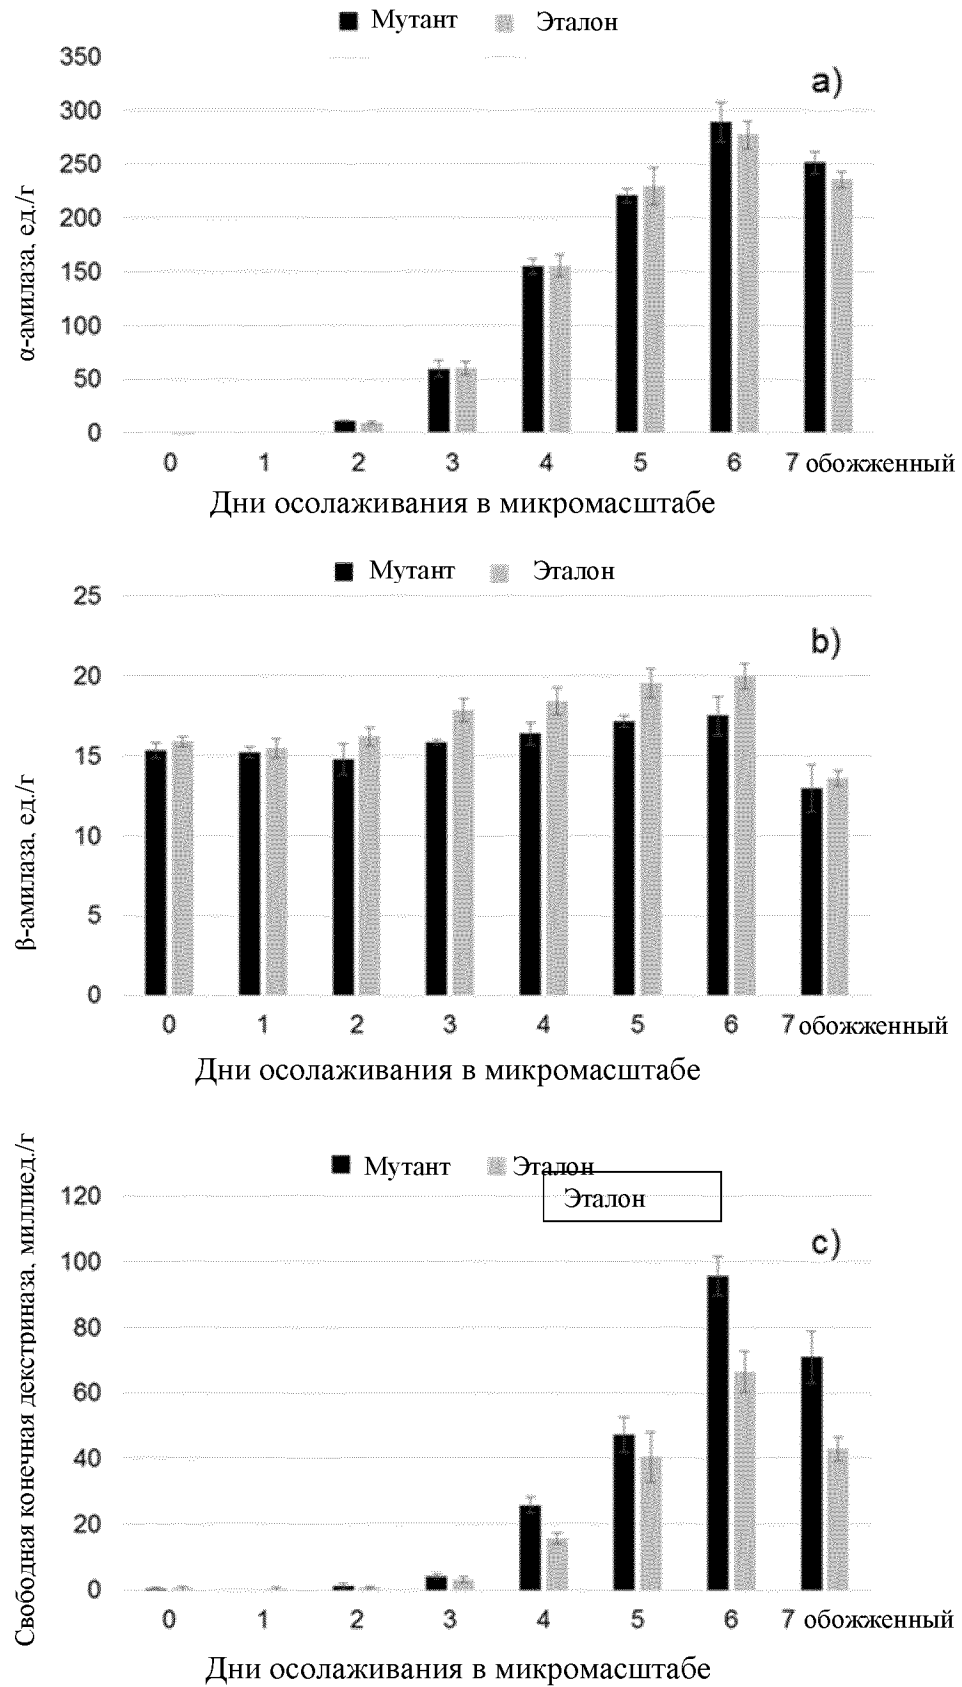 Мутант Эталон
350
a)
300
250
200
150
100
50
0
α-амилаза. ед./г
0 1 2 3 4 5 6 7 обожженный
Дни осолаживания в микромасштабе
Мутант Эталон
25
b)
20
15
10
5
0
β-амилаза. ед./г
0 1 2 3 4 5 6 7 обожженный
Дни осолаживания в микромасштабе
Мутант Эталон
Эталон
120
c)
100
80
60
40
20
0
Свободная конечная декстриназа, миллиед./г
0 1 2 3 4 5 6 7 обожженный
Дни осолаживания в микромасштабе